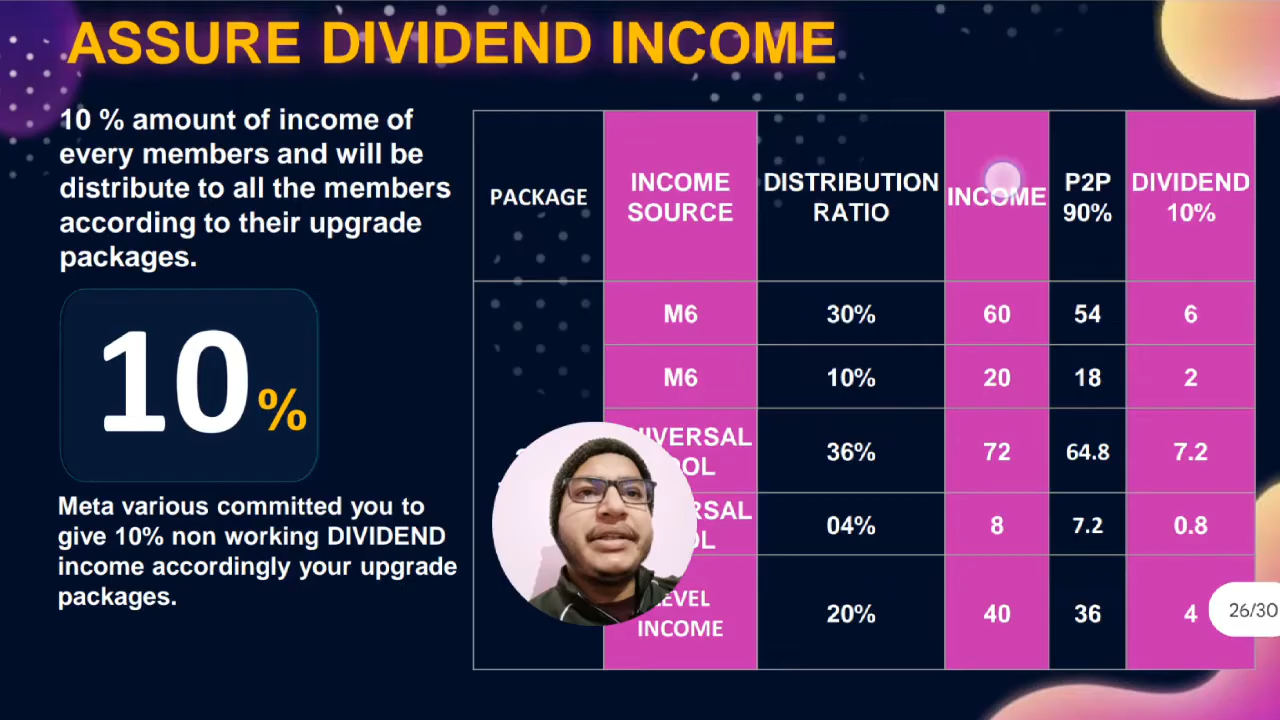 ASSURE DIVIDEND INCOME
10 % amount of income of
every members and will be
distribute to all the members
according to their upgrade
packages.
10%
Meta various committed you to
give 10% non working DIVIDEND
income accordingly your upgrade
packages.
PACKAGE
INCOME
SOURCE
DISTRIBUTION
RATIO
INCOME
P2P
90%
DIVIDEND
10%
M6
30%
60
54
6
M6
10%
20
18
2
36%
72
64.8
7.2
04%
8
7.2
0.8
INCOME
20%
40
36
4
26/30